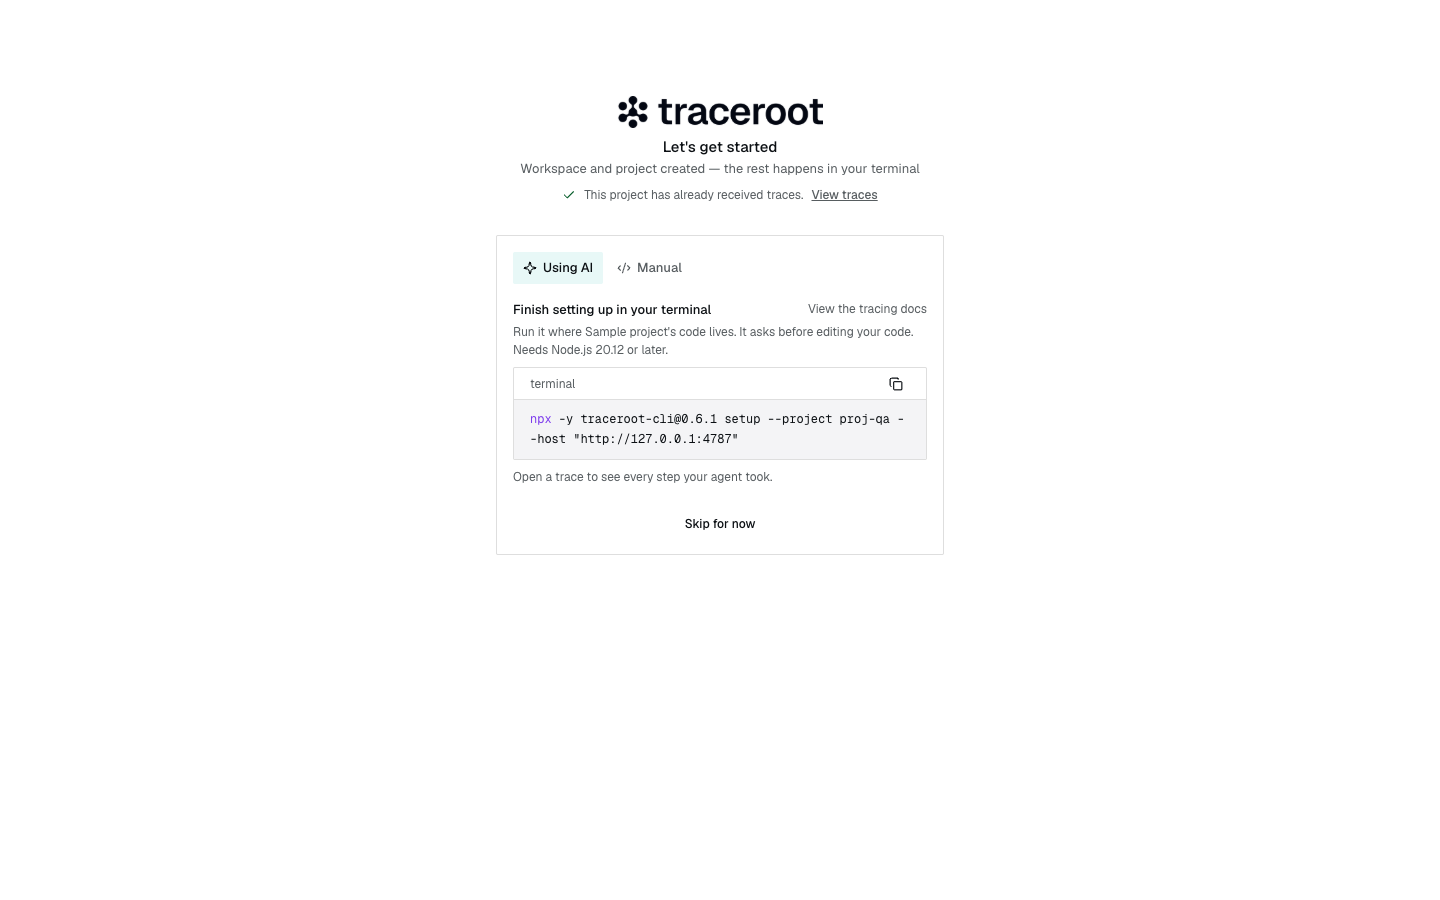 traceroot
Let's get started
Workspace and project created — the rest happens in your terminal
This project has already received traces. View traces
Using AI
Manual
Finish setting up in your terminal
View the tracing docs
Run it where Sample project's code lives. It asks before editing your code.
Needs Node.js 20.12 or later.
terminal
npx -y traceroot-cli@0.6.1 setup --project proj-qa -
-host "http://127.0.0.1:4787"
Open a trace to see every step your agent took.
Skip for now